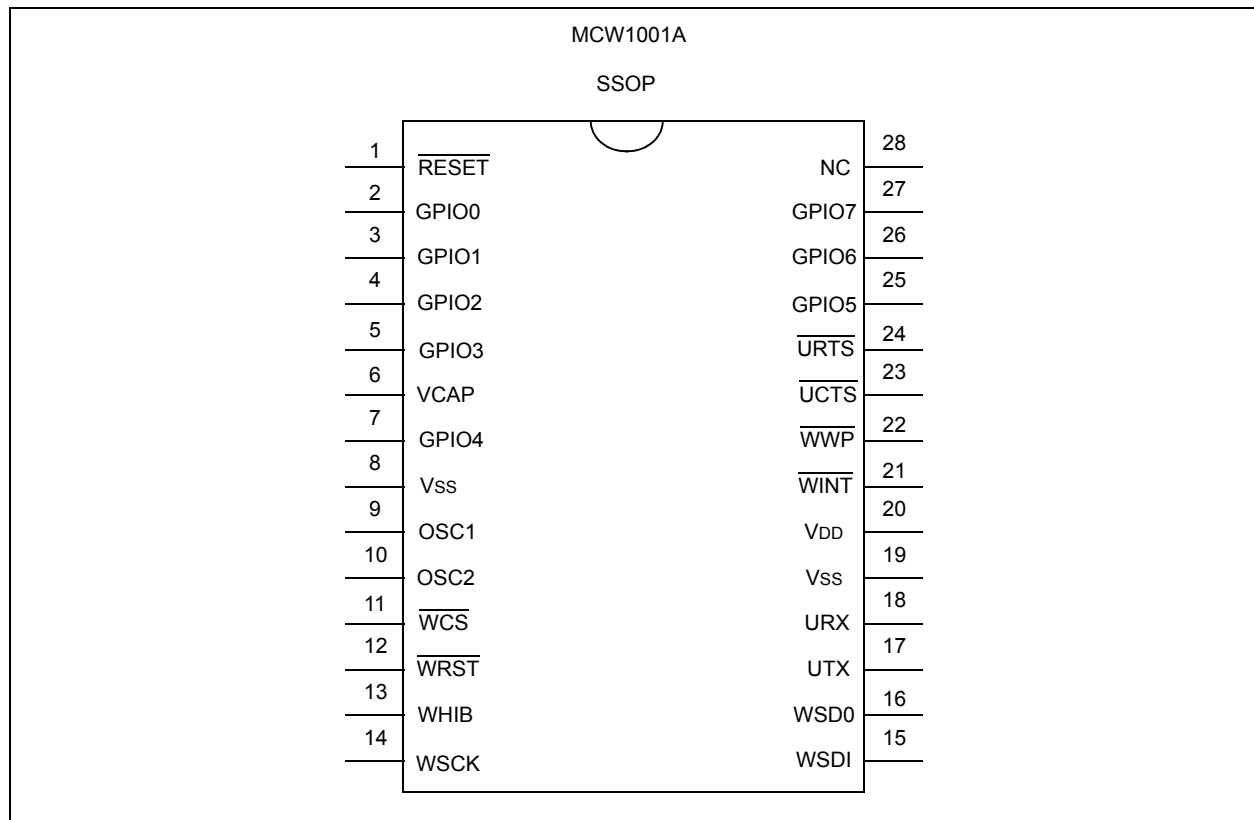 MCW1001A
SSOP
1 RESET
2 GPIO0
3 GPIO1
4 GPIO2
5 GPIO3
6 VCAP
7 GPIO4
8 VSS
9 OSC1
10 OSC2
11 WCS
12 WRST
13 WHIB
14 WSCK
28 NC
27 GPIO7
26 GPIO6
25 GPIO5
24 URTS
23 UCTS
22 WWP
21 WINT
20 VDD
19 VSS
18 URX
17 UTX
16 WSD0
15 WSDI